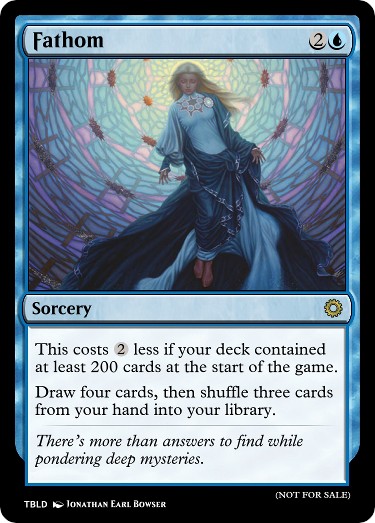 Fathom 2
Sorcery
This costs 2 less if your deck contained
at least 200 cards at the start of the game.
Draw four cards, then shuffle three cards
from your hand into your library.
There's more than answers to find while
pondering deep mysteries.
TBLD Jonathan Earl Bowser (NOT FOR SALE)